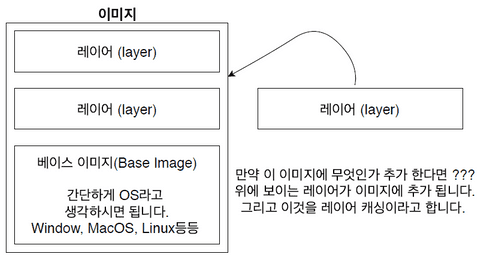 이미지
레이어 (layer)
레이어 (layer)
레이어 (layer)
베이스 이미지(Base Image)
간단하게 OS라고
생각하시면 됩니다.
Window, MacOS, Linux등등
만약 이 이미지에 무엇인가 추가 한다면 ???
위에 보이는 레이어가 이미지에 추가 됩니다.
그리고 이것을 레이어 캐싱이라고 합니다.